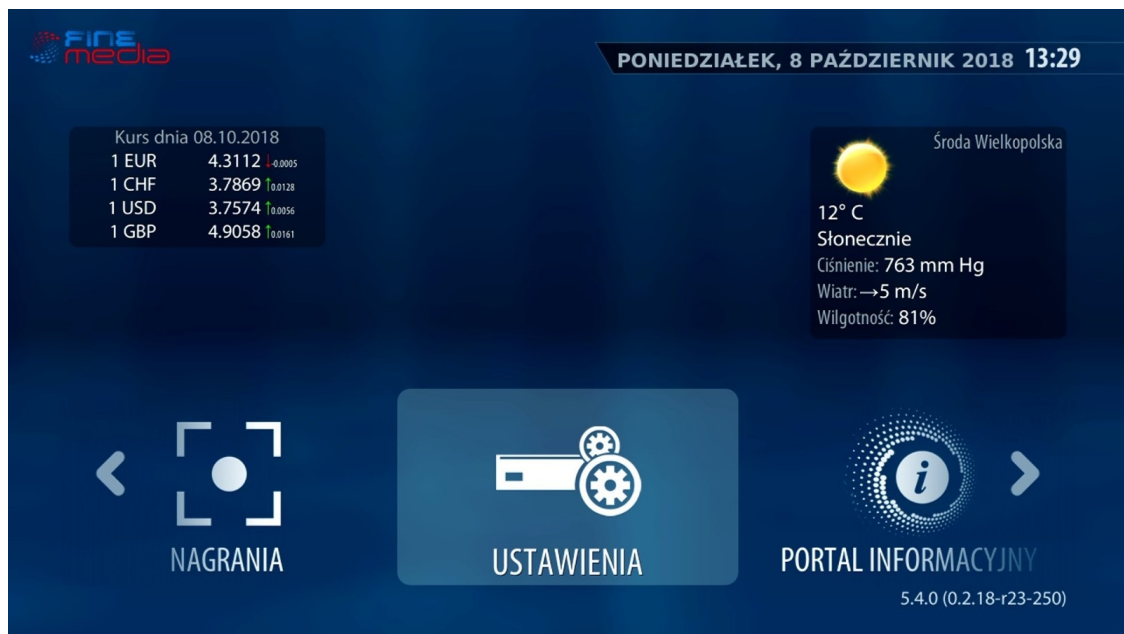 FINE media
PONIEDZIAŁEK, 8 PAŹDZIERNIK 2018 13:29
Kurs dnia 08.10.2018
1 EUR 4.3112 ↓-0.0005
1 CHF 3.7869 ↑0.0128
1 USD 3.7574 ↑0.0056
1 GBP 4.9058 ↑0.0161
Środa Wielkopolska
12° C
Słonecznie
Ciśnienie: 763 mm Hg
Wiatr: →5 m/s
Wilgotność: 81%
NAGRANIA
USTAWIENIA
PORTAL INFORMACYJNY
5.4.0 (0.2.18-r23-250)